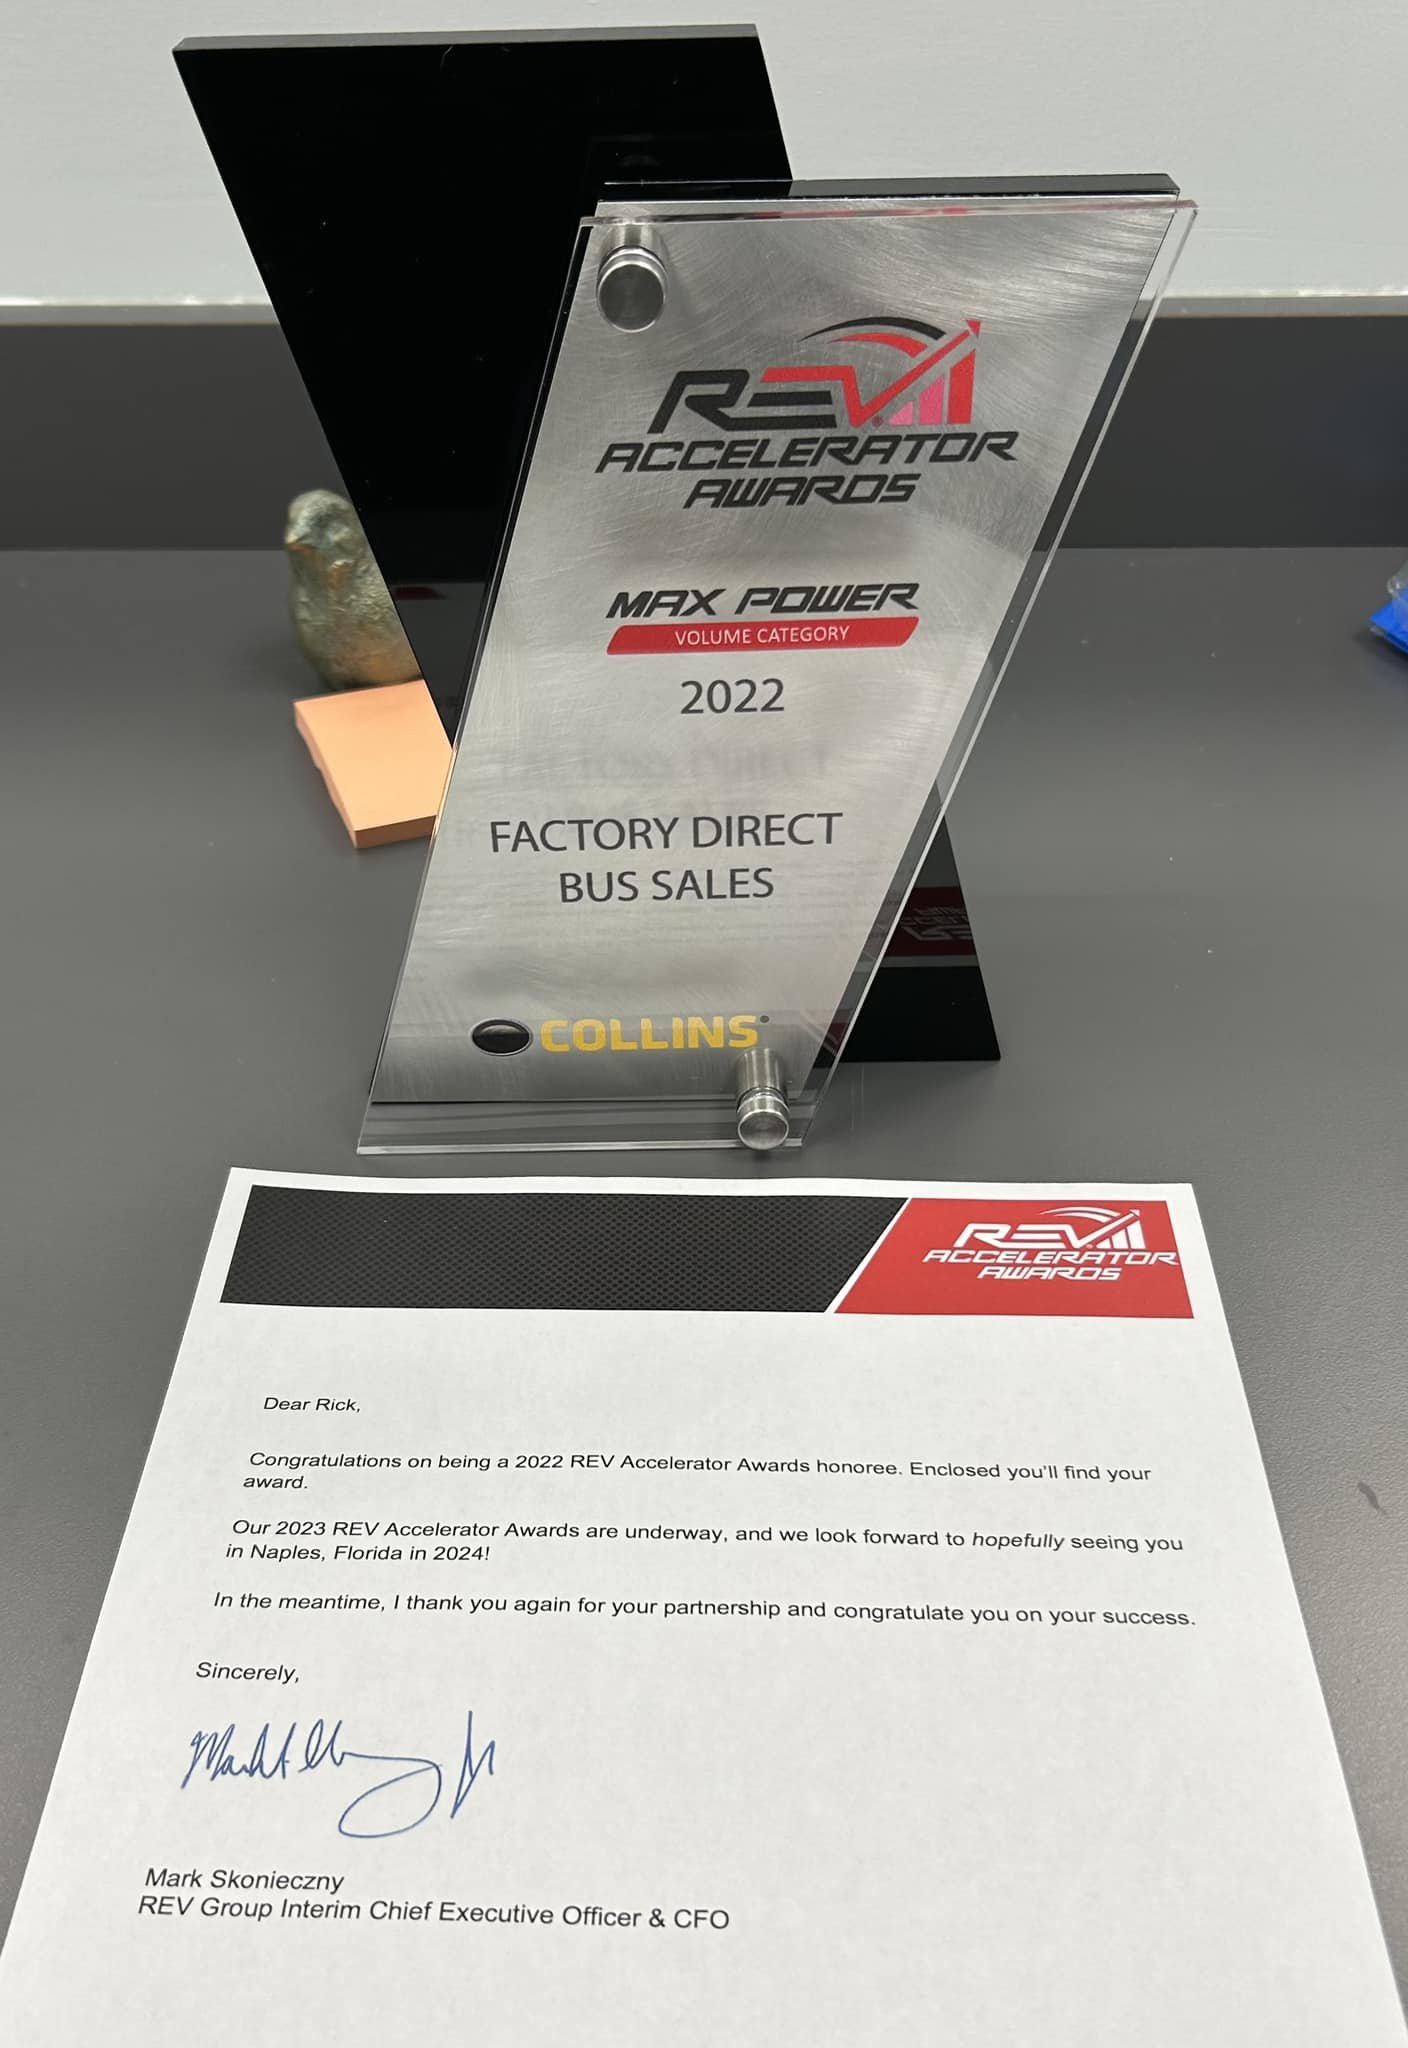 REV
ACCELERATOR
AWARDS
MAX POWER
VOLUME CATEGORY
2022
FACTORY DIRECT
BUS SALES
COLLINS
REV
ACCELERATOR
AWARDS
Dear Rick,
Congratulations on being a 2022 REV Accelerator Awards honoree. Enclosed you'll find your
award.
Our 2023 REV Accelerator Awards are underway, and we look forward to hopefully seeing you
in Naples, Florida in 2024!
In the meantime, I thank you again for your partnership and congratulate you on your success.
Sincerely,
Mark Skonieczny
REV Group Interim Chief Executive Officer & CFO